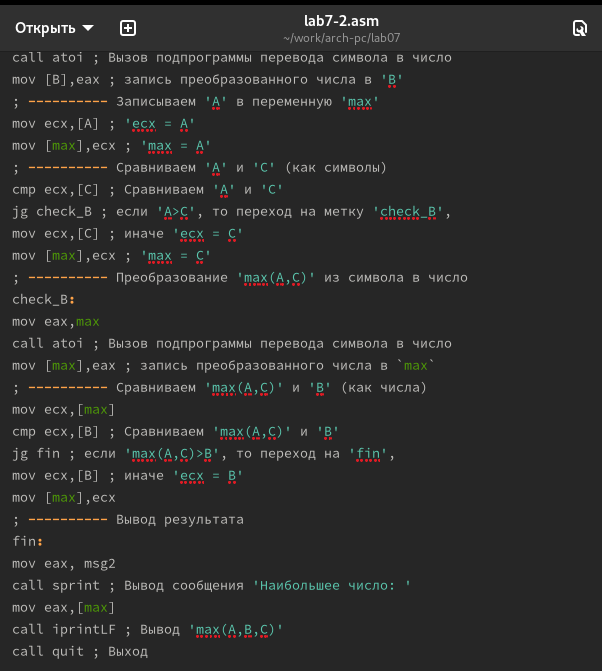 Открыть
lab7-2.asm
~/work/arch-pc/lab07
call atoi ; Вызов подпрограммы перевода символа в число
mov [B],eax ; запись преобразованного числа в 'B'
; ---------- Записываем 'A' в переменную 'max'
mov ecx,[A] ; 'ecx = A'
mov [max],ecx ; 'max = A'
; ---------- Сравниваем 'A' и 'С' (как символы)
cmp ecx,[C] ; Сравниваем 'A' и 'С'
jg check_B ; если 'A>C', то переход на метку 'check_B',
mov ecx,[C] ; иначе 'ecx = C'
mov [max],ecx ; 'max = C'
; ---------- Преобразование 'max(A,C)' из символа в число
check_B:
mov eax,max
call atoi ; Вызов подпрограммы перевода символа в число
mov [max],eax ; запись преобразованного числа в `max`
; ---------- Сравниваем 'max(A,C)' и 'B' (как числа)
mov ecx,[max]
cmp ecx,[B] ; Сравниваем 'max(A,C)' и 'B'
jg fin ; если 'max(A,C)>B', то переход на 'fin',
mov ecx,[B] ; иначе 'ecx = B'
mov [max],ecx
; ---------- Вывод результата
fin:
mov eax, msg2
call sprint ; Вывод сообщения 'Наибольшее число: '
mov eax,[max]
call iprintLF ; Вывод 'max(A,B,C)'
call quit ; Выход